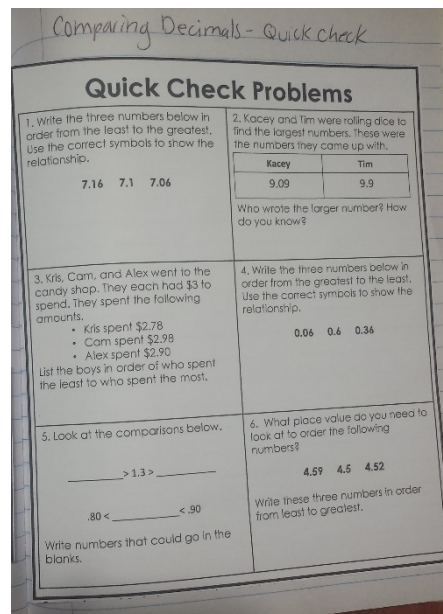 Comparing Decimals - Quick check
Quick Check Problems
1. Write the three numbers below in
order from the least to the greatest.
Use the correct symbols to show the
relationship.
7.16 7.1 7.06
2. Kacey and Tim were rolling dice to
find the largest numbers. These were
the numbers they came up with.
Kacey Tim
9.09 9.9
Who wrote the larger number? How
do you know?
3. Kris, Cam, and Alex went to the
candy shop. They each had $3 to
spend. They spent the following
amounts.
• Kris spent $2.78
• Cam spent $2.98
• Alex spent $2.90
List the boys in order of who spent
the least to who spent the most.
4. Write the three numbers below in
order from the greatest to the least.
Use the correct symbols to show the
relationship.
0.06 0.6 0.36
5. Look at the comparisons below.
________> 1.3 >________
.80 < __________ < .90
Write numbers that could go in the
blanks.
6. What place value do you need to
look at to order the following
numbers?
4.59 4.5 4.52
Write these three numbers in order
from least to greatest.